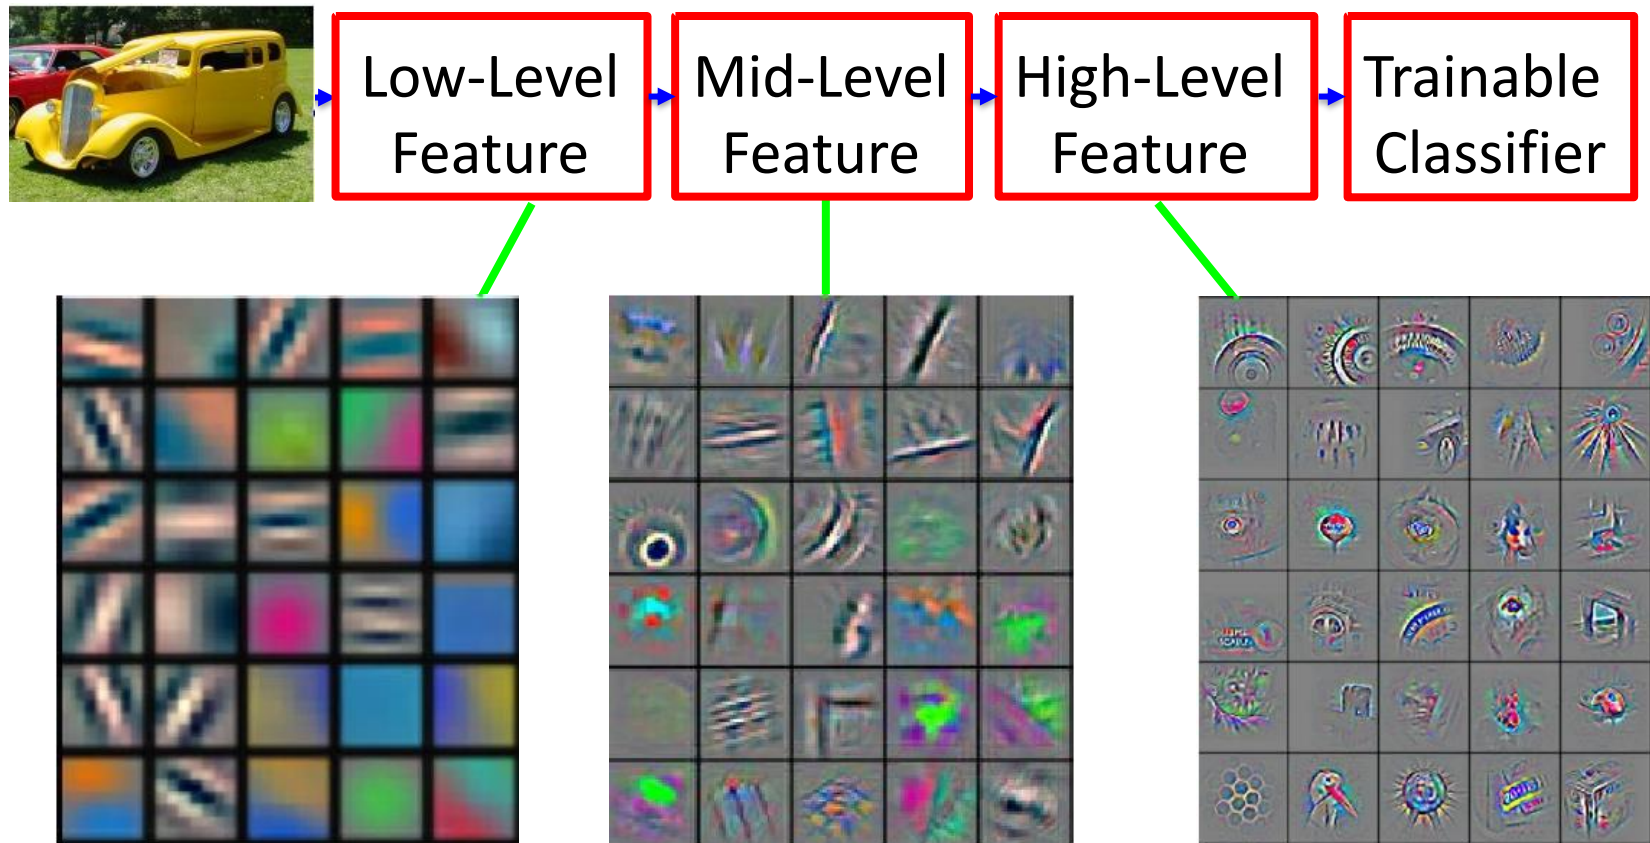 Low-Level
Feature
Mid-Level
Feature
High-Level
Feature
Trainable
Classifier